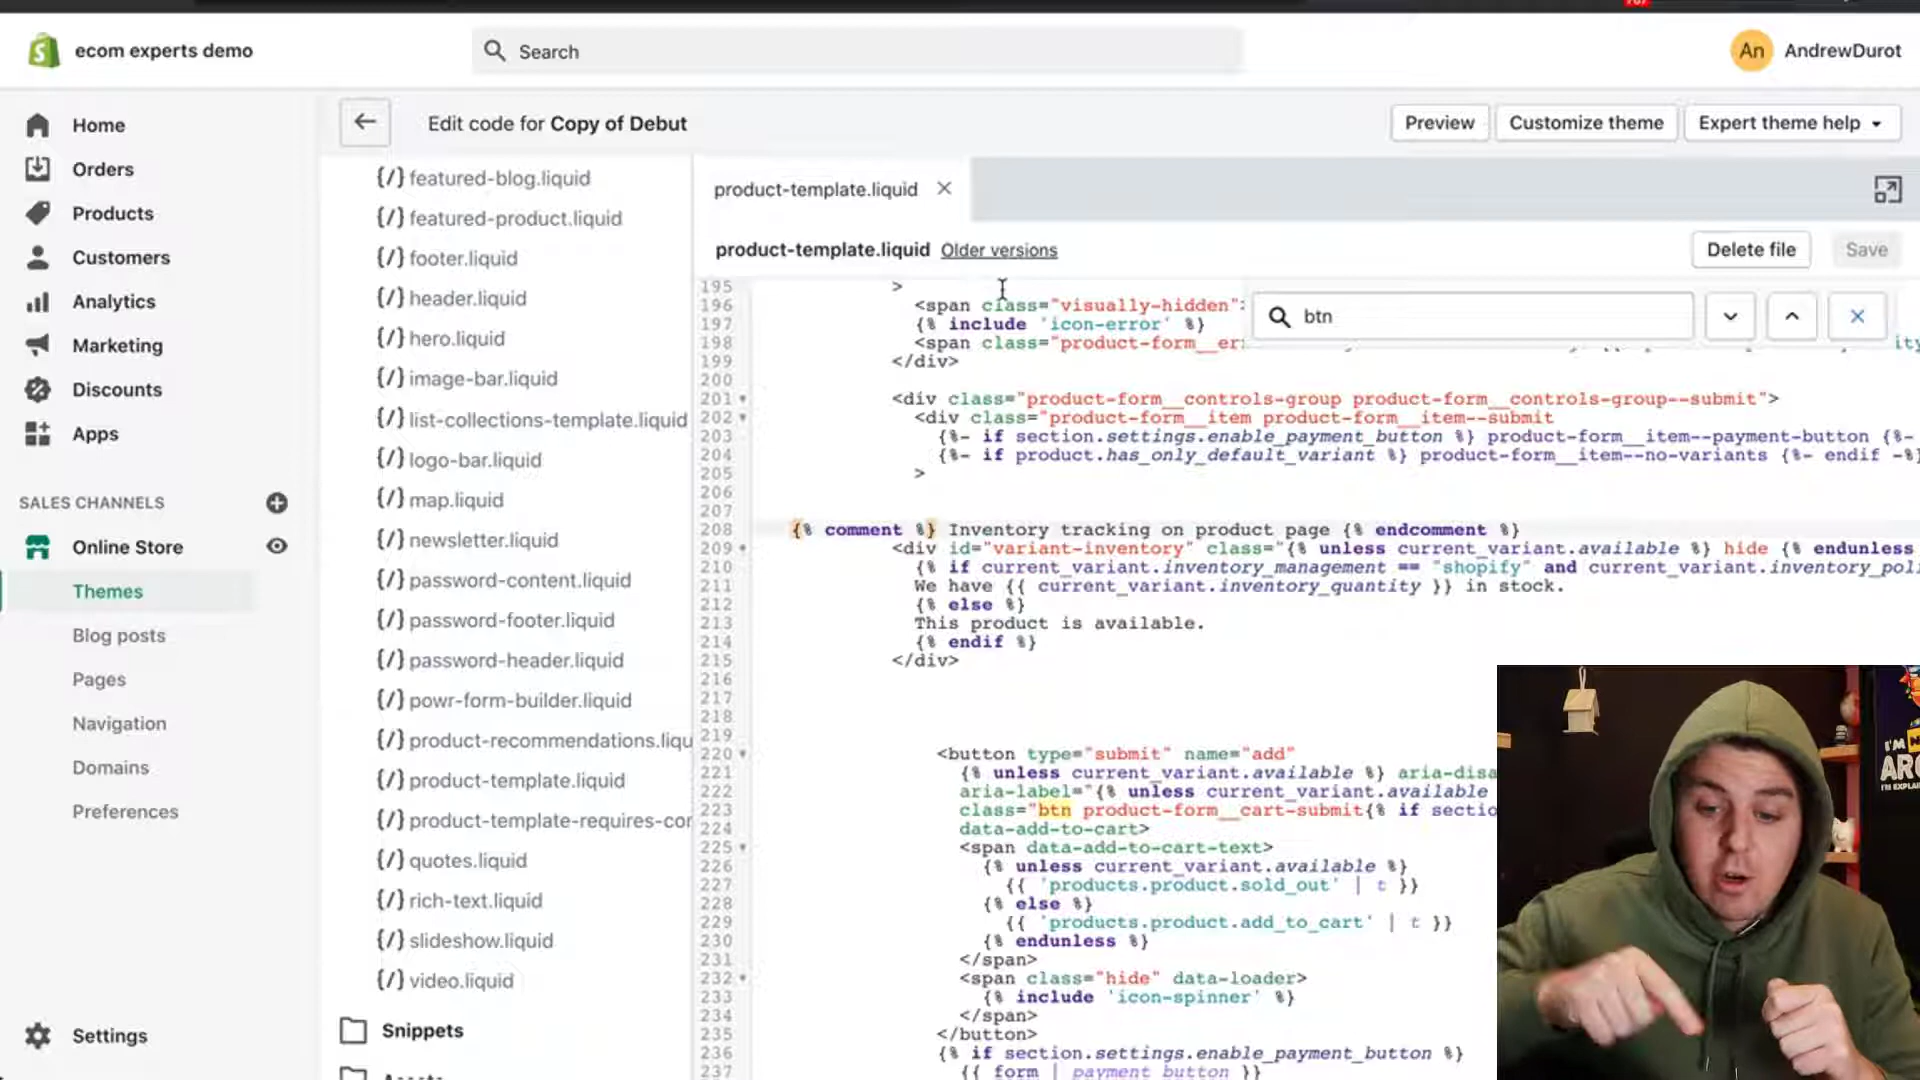 ecom experts demo
Search
An
AndrewDurot
Home
Orders
Products
Customers
Analytics
Marketing
Discounts
Apps
SALES CHANNELS
Online Store
Themes
Blog posts
Pages
Navigation
Domains
Preferences
Settings
Edit code for Copy of Debut
Preview
Customize theme
Expert theme help
{/} featured-blog.liquid
{/} featured-product.liquid
{/} footer.liquid
{/} header.liquid
{/} hero.liquid
{/} image-bar.liquid
{/} list-collections-template.liquid
{/} logo-bar.liquid
{/} map.liquid
{/} newsletter.liquid
{/} password-content.liquid
{/} password-footer.liquid
{/} password-header.liquid
{/} powr-form-builder.liquid
{/} product-recommendations.liqu
{/} product-template.liquid
{/} product-template-requires-cor
{/} quotes.liquid
{/} rich-text.liquid
{/} slideshow.liquid
{/} video.liquid
Snippets
product-template.liquid
product-template.liquid Older versions
Delete file
Save
btn
195 >
196 <span class="visually-hidden">
197 {% include 'icon-error' %}
198 <span class="product-form__er
199 </div>
200
201 <div class="product-form__controls-group product-form__controls-group--submit">
202 <div class="product-form__item product-form__item--submit
203 {%- if section.settings.enable_payment_button %} product-form__item--payment-button {%-
204 {%- if product.has_only_default_variant %} product-form__item--no-variants {%- endif -%}
205 >
206
207
208 {% comment %} Inventory tracking on product page {% endcomment %}
209 <div id="variant-inventory" class="{% unless current_variant.available %} hide {% endunless
210 {% if current_variant.inventory_management == "shopify" and current_variant.inventory_pol
211 We have {{ current_variant.inventory_quantity }} in stock.
212 {% else %}
213 This product is available.
214 {% endif %}
215 </div>
216
217
218
219
220 <button type="submit" name="add"
221 {% unless current_variant.available %} aria-disa
222 aria-label="{% unless current_variant.available
223 class="btn product-form__cart-submit{% if sectio
224 data-add-to-cart>
225 <span data-add-to-cart-text>
226 {% unless current_variant.available %}
227 {{ 'products.product.sold_out' | t }}
228 {% else %}
229 {{ 'products.product.add_to_cart' | t }}
230 {% endunless %}
231 </span>
232 <span class="hide" data-loader>
233 {% include 'icon-spinner' %}
234 </span>
235 </button>
236 {% if section.settings.enable_payment_button %}
237 {{ form | payment_button }}
I'M